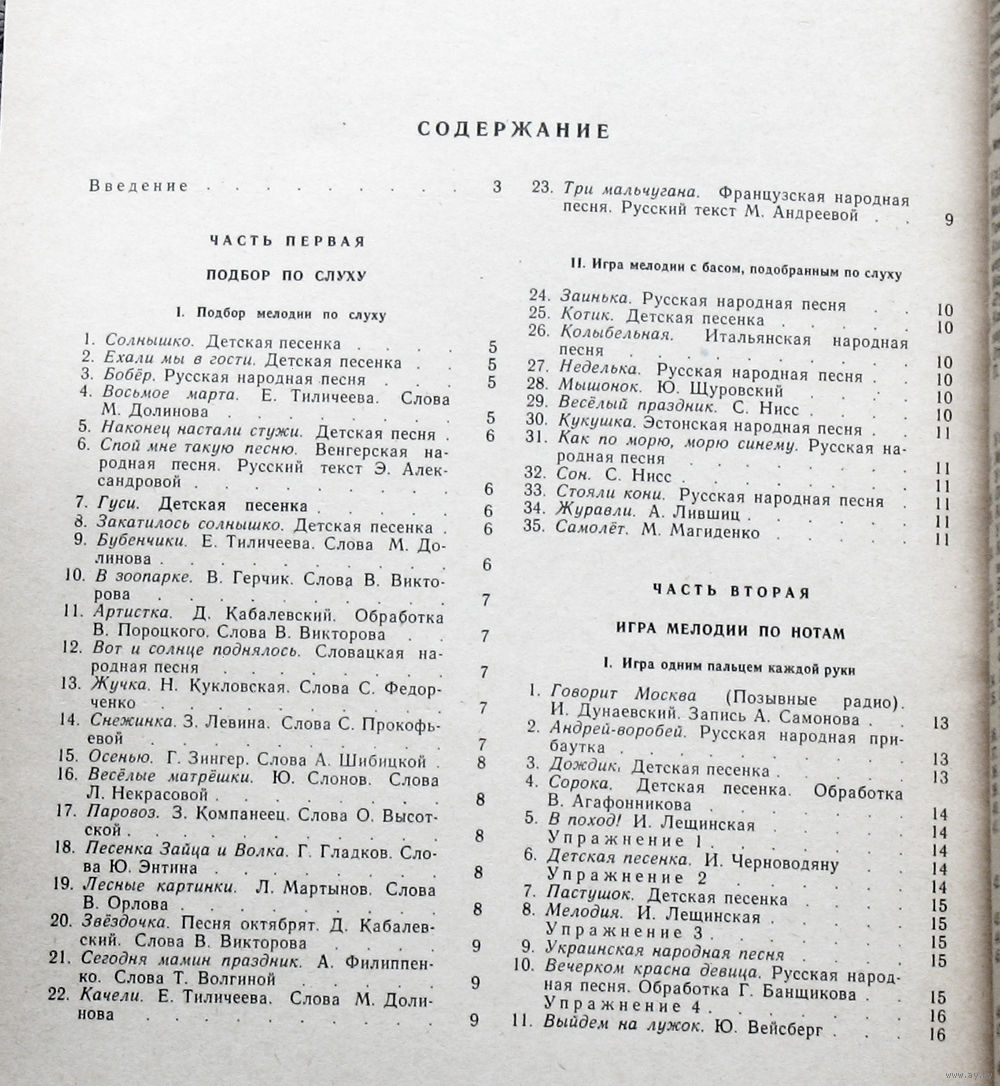 СОДЕРЖАНИЕ
Введение . . . . . . . . . 3
ЧАСТЬ ПЕРВАЯ
ПОДБОР ПО СЛУХУ
I. Подбор мелодии по слуху
1. Солнышко. Детская песенка . . . . 5
2. Ехали мы в гости. Детская песенка . . 5
3. Бобёр. Русская народная песня . . . 5
4. Восьмое марта. Е. Тиличеева. Слова
М. Долинова . . . . . . . . 5
5. Наконец настали стужи. Детская песня . 6
6. Спой мне такую песню. Венгерская на-
родная песня. Русский текст Э. Алек-
сандровой . . . . . . . . 6
7. Гуси. Детская песенка . . . . . 6
8. Закатилось солнышко. Детская песенка . 6
9. Бубенчики. Е. Тиличеева. Слова М. До-
линова . . . . . . . . . 6
10. В зоопарке. В. Герчик. Слова В. Викто-
рова . . . . . . . . . 7
11. Артистка. Д. Кабалевский. Обработка
В. Пороцкого. Слова В. Викторова . . 7
12. Вот и солнце поднялось. Словацкая на-
родная песня . . . . . . . 7
13. Жучка. Н. Кукловская. Слова С. Федор-
ченко . . . . . . . . . 7
14. Снежинка. З. Левина. Слова С. Прокофь-
евой . . . . . . . . . 7
15. Осенью. Г. Зингер. Слова А. Шибицкой . 8
16. Весёлые матрёшки. Ю. Слонов. Слова
Л. Некрасовой . . . . . . . 8
17. Паровоз. З. Компанеец. Слова О. Высот-
ской . . . . . . . . . 8
18. Песенка Зайца и Волка. Г. Гладков. Сло-
ва Ю. Энтина . . . . . . . 8
19. Лесные картинки. Л. Мартынов. Слова
В. Орлова . . . . . . . . 8
20. Звёздочка. Песня октябрят. Д. Кабалев-
ский. Слова В. Викторова . . . . 9
21. Сегодня мамин праздник. А. Филиппен-
ко. Слова Т. Волгиной . . . . . 9
22. Качели. Е. Тиличеева. Слова М. Доли-
нова . . . . . . . . . 9
23. Три мальчугана. Французская народная
песня. Русский текст М. Андреевой . . 9
II. Игра мелодии с басом, подобранным по слуху
24. Заинька. Русская народная песня . . 10
25. Котик. Детская песенка . . . . . 10
26. Колыбельная. Итальянская народная
песня . . . . . . . . . 10
27. Неделька. Русская народная песня . . 10
28. Мышонок. Ю. Щуровский . . . . 10
29. Весёлый праздник. С. Нисс . . . . 10
30. Кукушка. Эстонская народная песня . . 11
31. Как по морю, морю синему. Русская на-
родная песня . . . . . . . 11
32. Сон. С. Нисс . . . . . . . 11
33. Стояли кони. Русская народная песня . 11
34. Журавли. А. Лившиц . . . . . 11
35. Самолёт. М. Магиденко . . . . . 11
ЧАСТЬ ВТОРАЯ
ИГРА МЕЛОДИИ ПО НОТАМ
I. Игра одним пальцем каждой руки
1. Говорит Москва (Позывные радио).
И. Дунаевский. Запись А. Самонова . . 13
2. Андрей-воробей. Русская народная при-
баутка . . . . . . . . . 13
3. Дождик. Детская песенка . . . . 13
4. Сорока. Детская песенка. Обработка
В. Агафонникова . . . . . . 14
5. В поход! И. Лещинская . . . . . 14
Упражнение 1 . . . . . . . 14
6. Детская песенка. И. Черноводяну . . 14
Упражнение 2 . . . . . . . 14
7. Пастушок. Детская песенка . . . . 15
8. Мелодия. И. Лещинская . . . . . 15
Упражнение 3 . . . . . . . 15
9. Украинская народная песня . . . . 15
10. Вечерком красна девица. Русская народ-
ная песня. Обработка Г. Банщикова . . 15
Упражнение 4 . . . . . . . 16
11. Выйдем на лужок. Ю. Вейсберг . . . 16